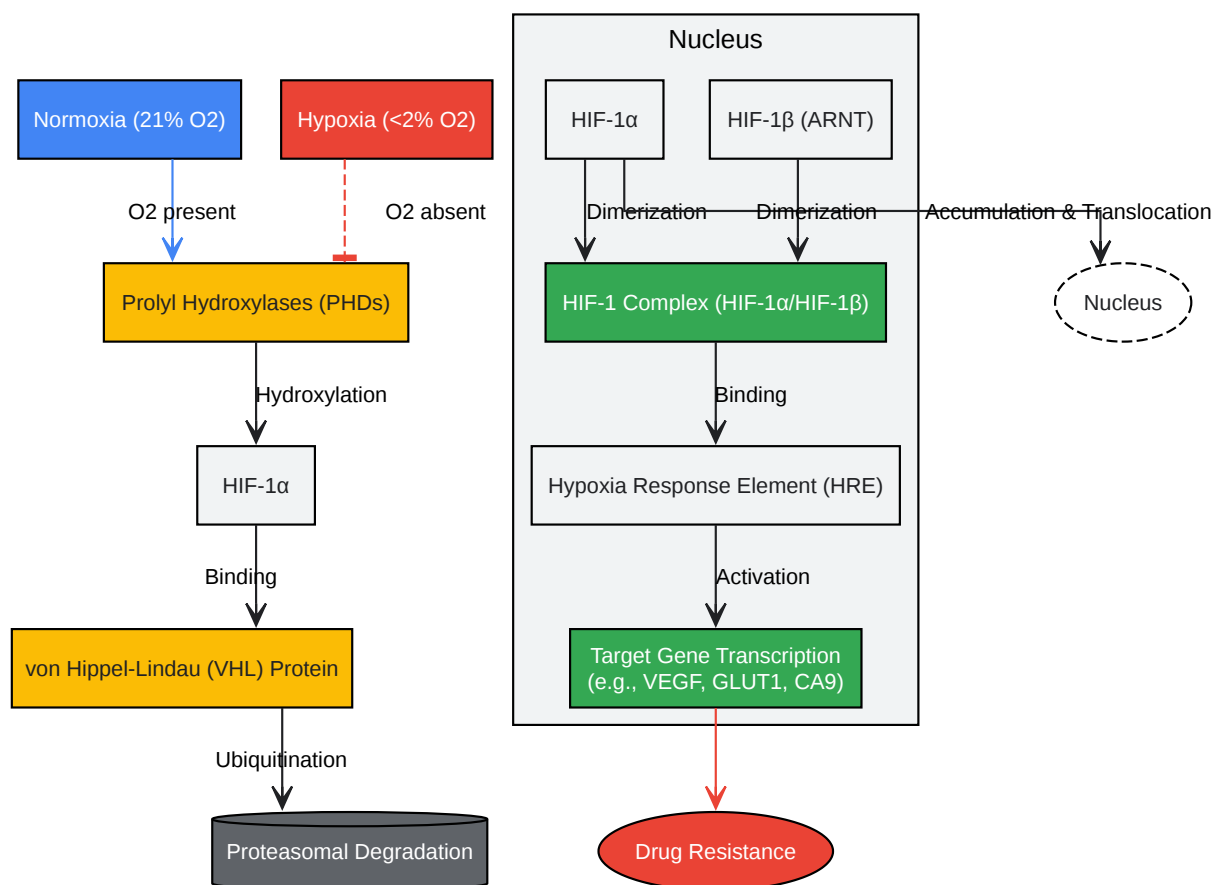 Nucleus
Normoxia (21% O2)
Hypoxia (<2% O2)
HIF-1α
HIF-1β (ARNT)
O2 present
O2 absent
Dimerization
Dimerization
Accumulation & Translocation
Prolyl Hydroxylases (PHDs)
HIF-1 Complex (HIF-1α/HIF-1β)
Nucleus
Hydroxylation
Binding
HIF-1α
Hypoxia Response Element (HRE)
Binding
Activation
von Hippel-Lindau (VHL) Protein
Target Gene Transcription
(e.g., VEGF, GLUT1, CA9)
Ubiquitination
Proteasomal Degradation
Drug Resistance